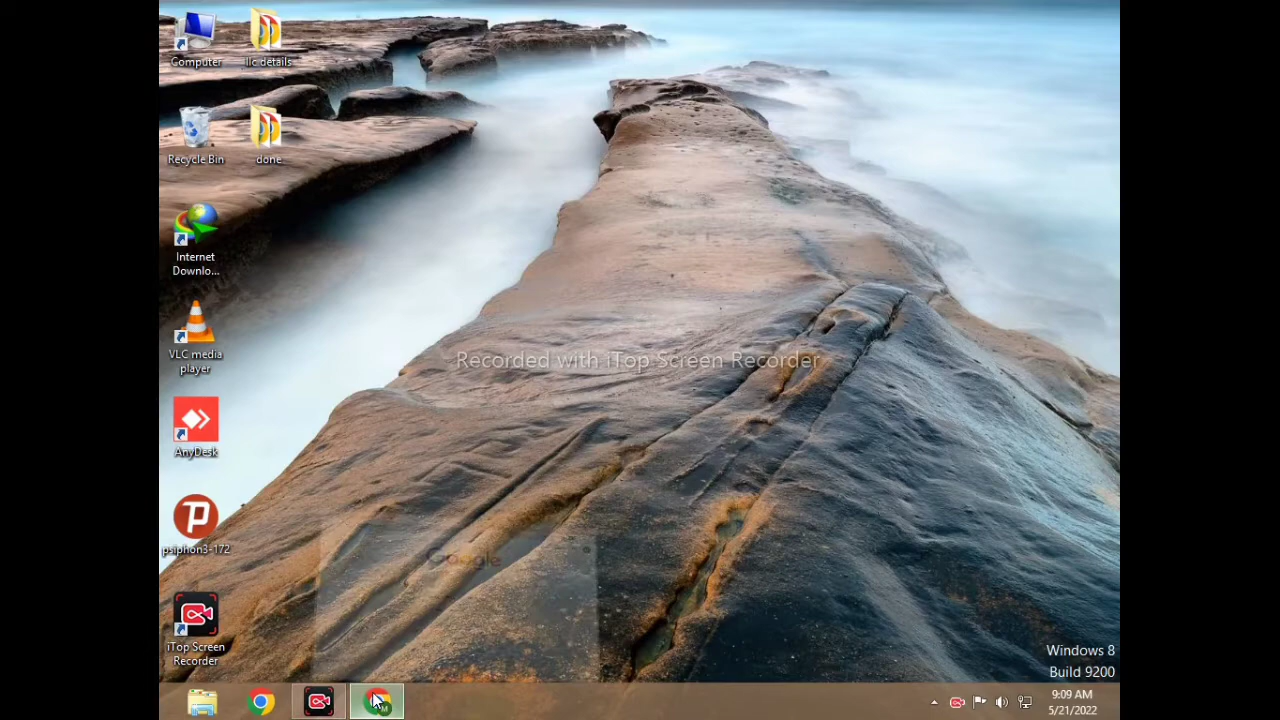 Computer
llc details
Recycle Bin
done
Internet
Downlo...
VLC media
player
AnyDesk
psiphon3-172
iTop Screen
Recorder
Recorded with iTop Screen Recorder
Google
Windows 8
Build 9200
9:09 AM
5/21/2022